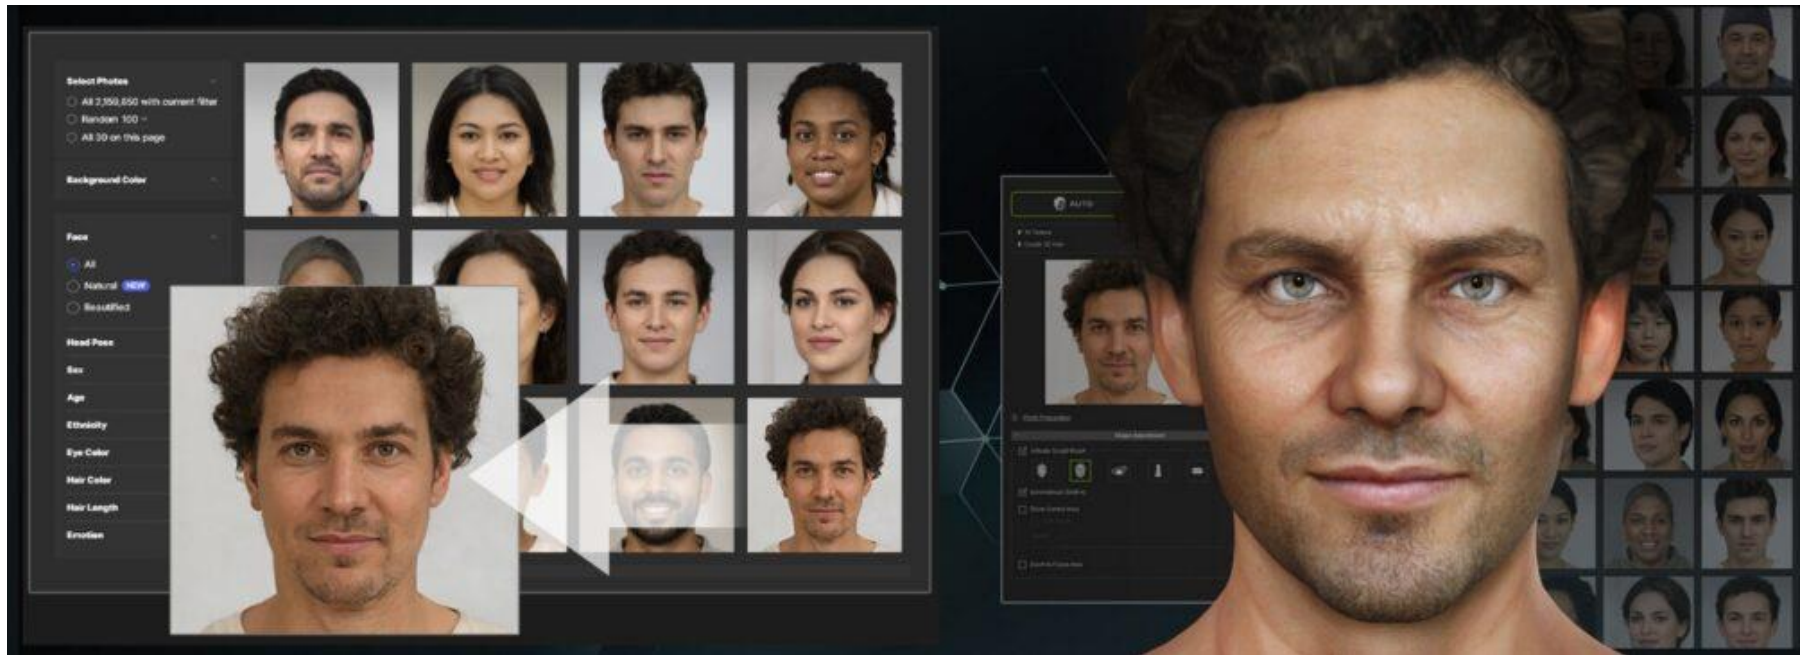 Select Photos
All 2,159,650 with current filter
Random 100
All 30 on this page
Background Color
Face
All
Natural NEW
Beautified
Head Pose
Sex
Age
Ethnicity
Eye Color
Hair Color
Hair Length
Emotion
AUTO